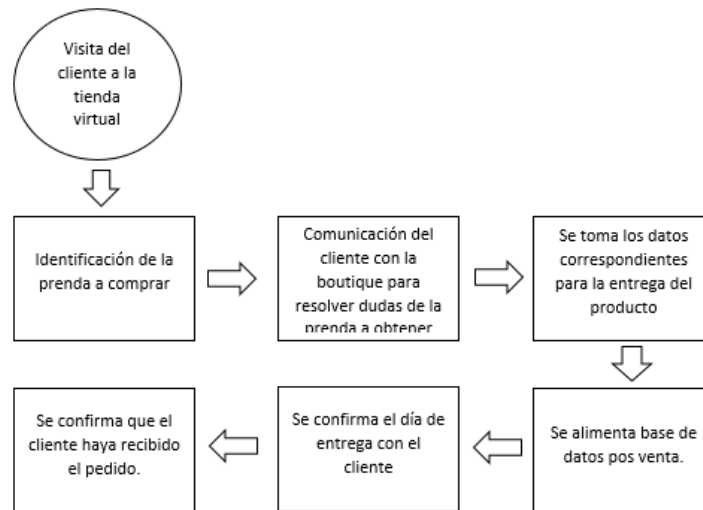 Visita del
cliente a la
tienda
virtual
Identificación de la
prenda a comprar
Comunicación del
cliente con la
boutique para
resolver dudas de la
prenda a obtener
Se toma los datos
correspondientes
para la entrega del
producto
Se alimenta base de
datos pos venta.
Se confirma el día de
entrega con el
cliente
Se confirma que el
cliente haya recibido
el pedido.